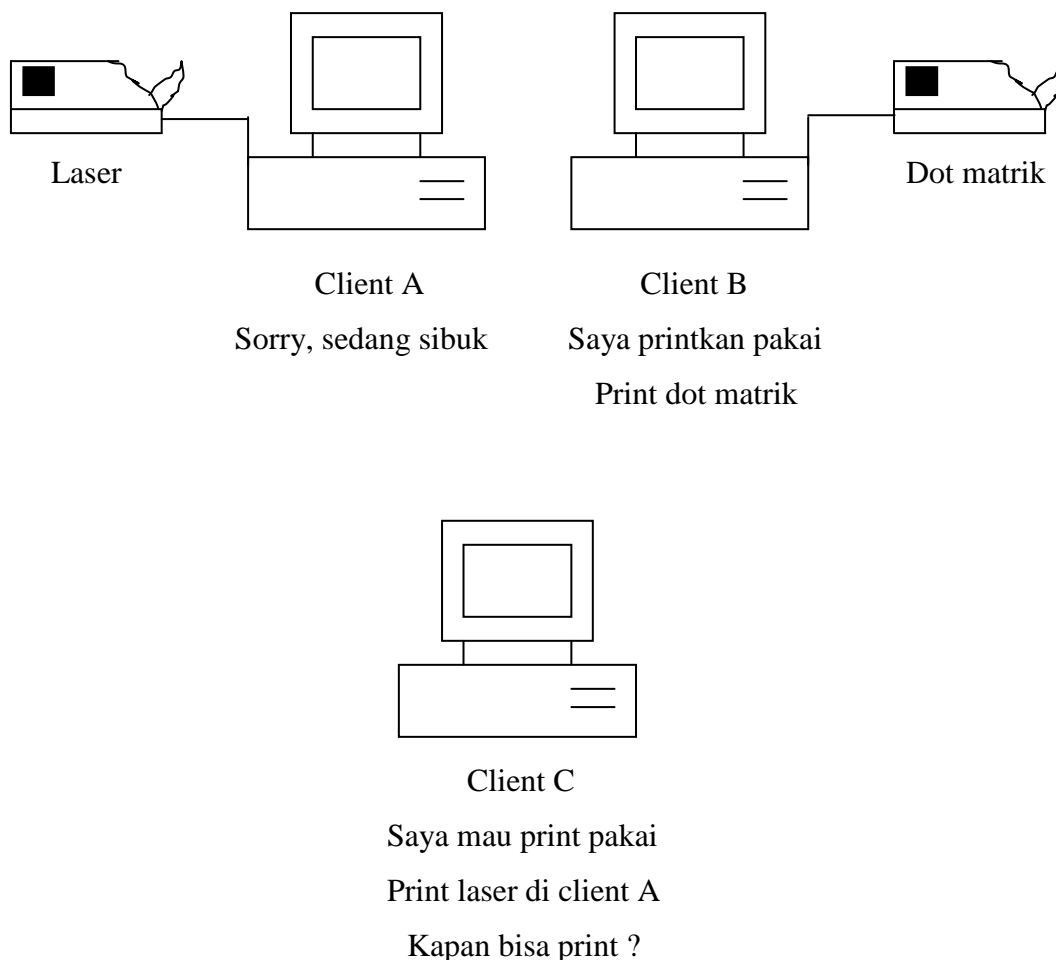 Laser
Dot matrik
Client A
Sorry, sedang sibuk
Client B
Saya printkan pakai
Print dot matrik
Client C
Saya mau print pakai
Print laser di client A
Kapan bisa print ?